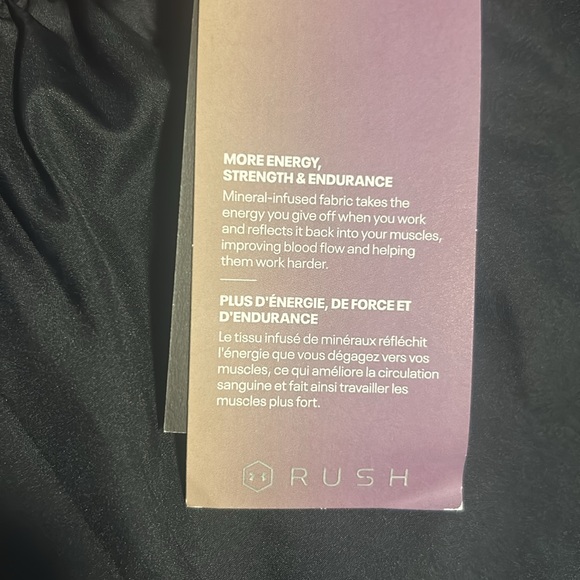 MORE ENERGY,
STRENGTH & ENDURANCE
Mineral-infused fabric takes the
energy you give off when you work
and reflects it back into your muscles,
improving blood flow and helping
them work harder.
PLUS D'ÉNERGIE, DE FORCE ET
D'ENDURANCE
Le tissu infusé de minéraux réfléchit
l'énergie que vous dégagez vers vos
muscles, ce qui améliore la circulation
sanguine et fait ainsi travailler les
muscles plus fort.
RUSH